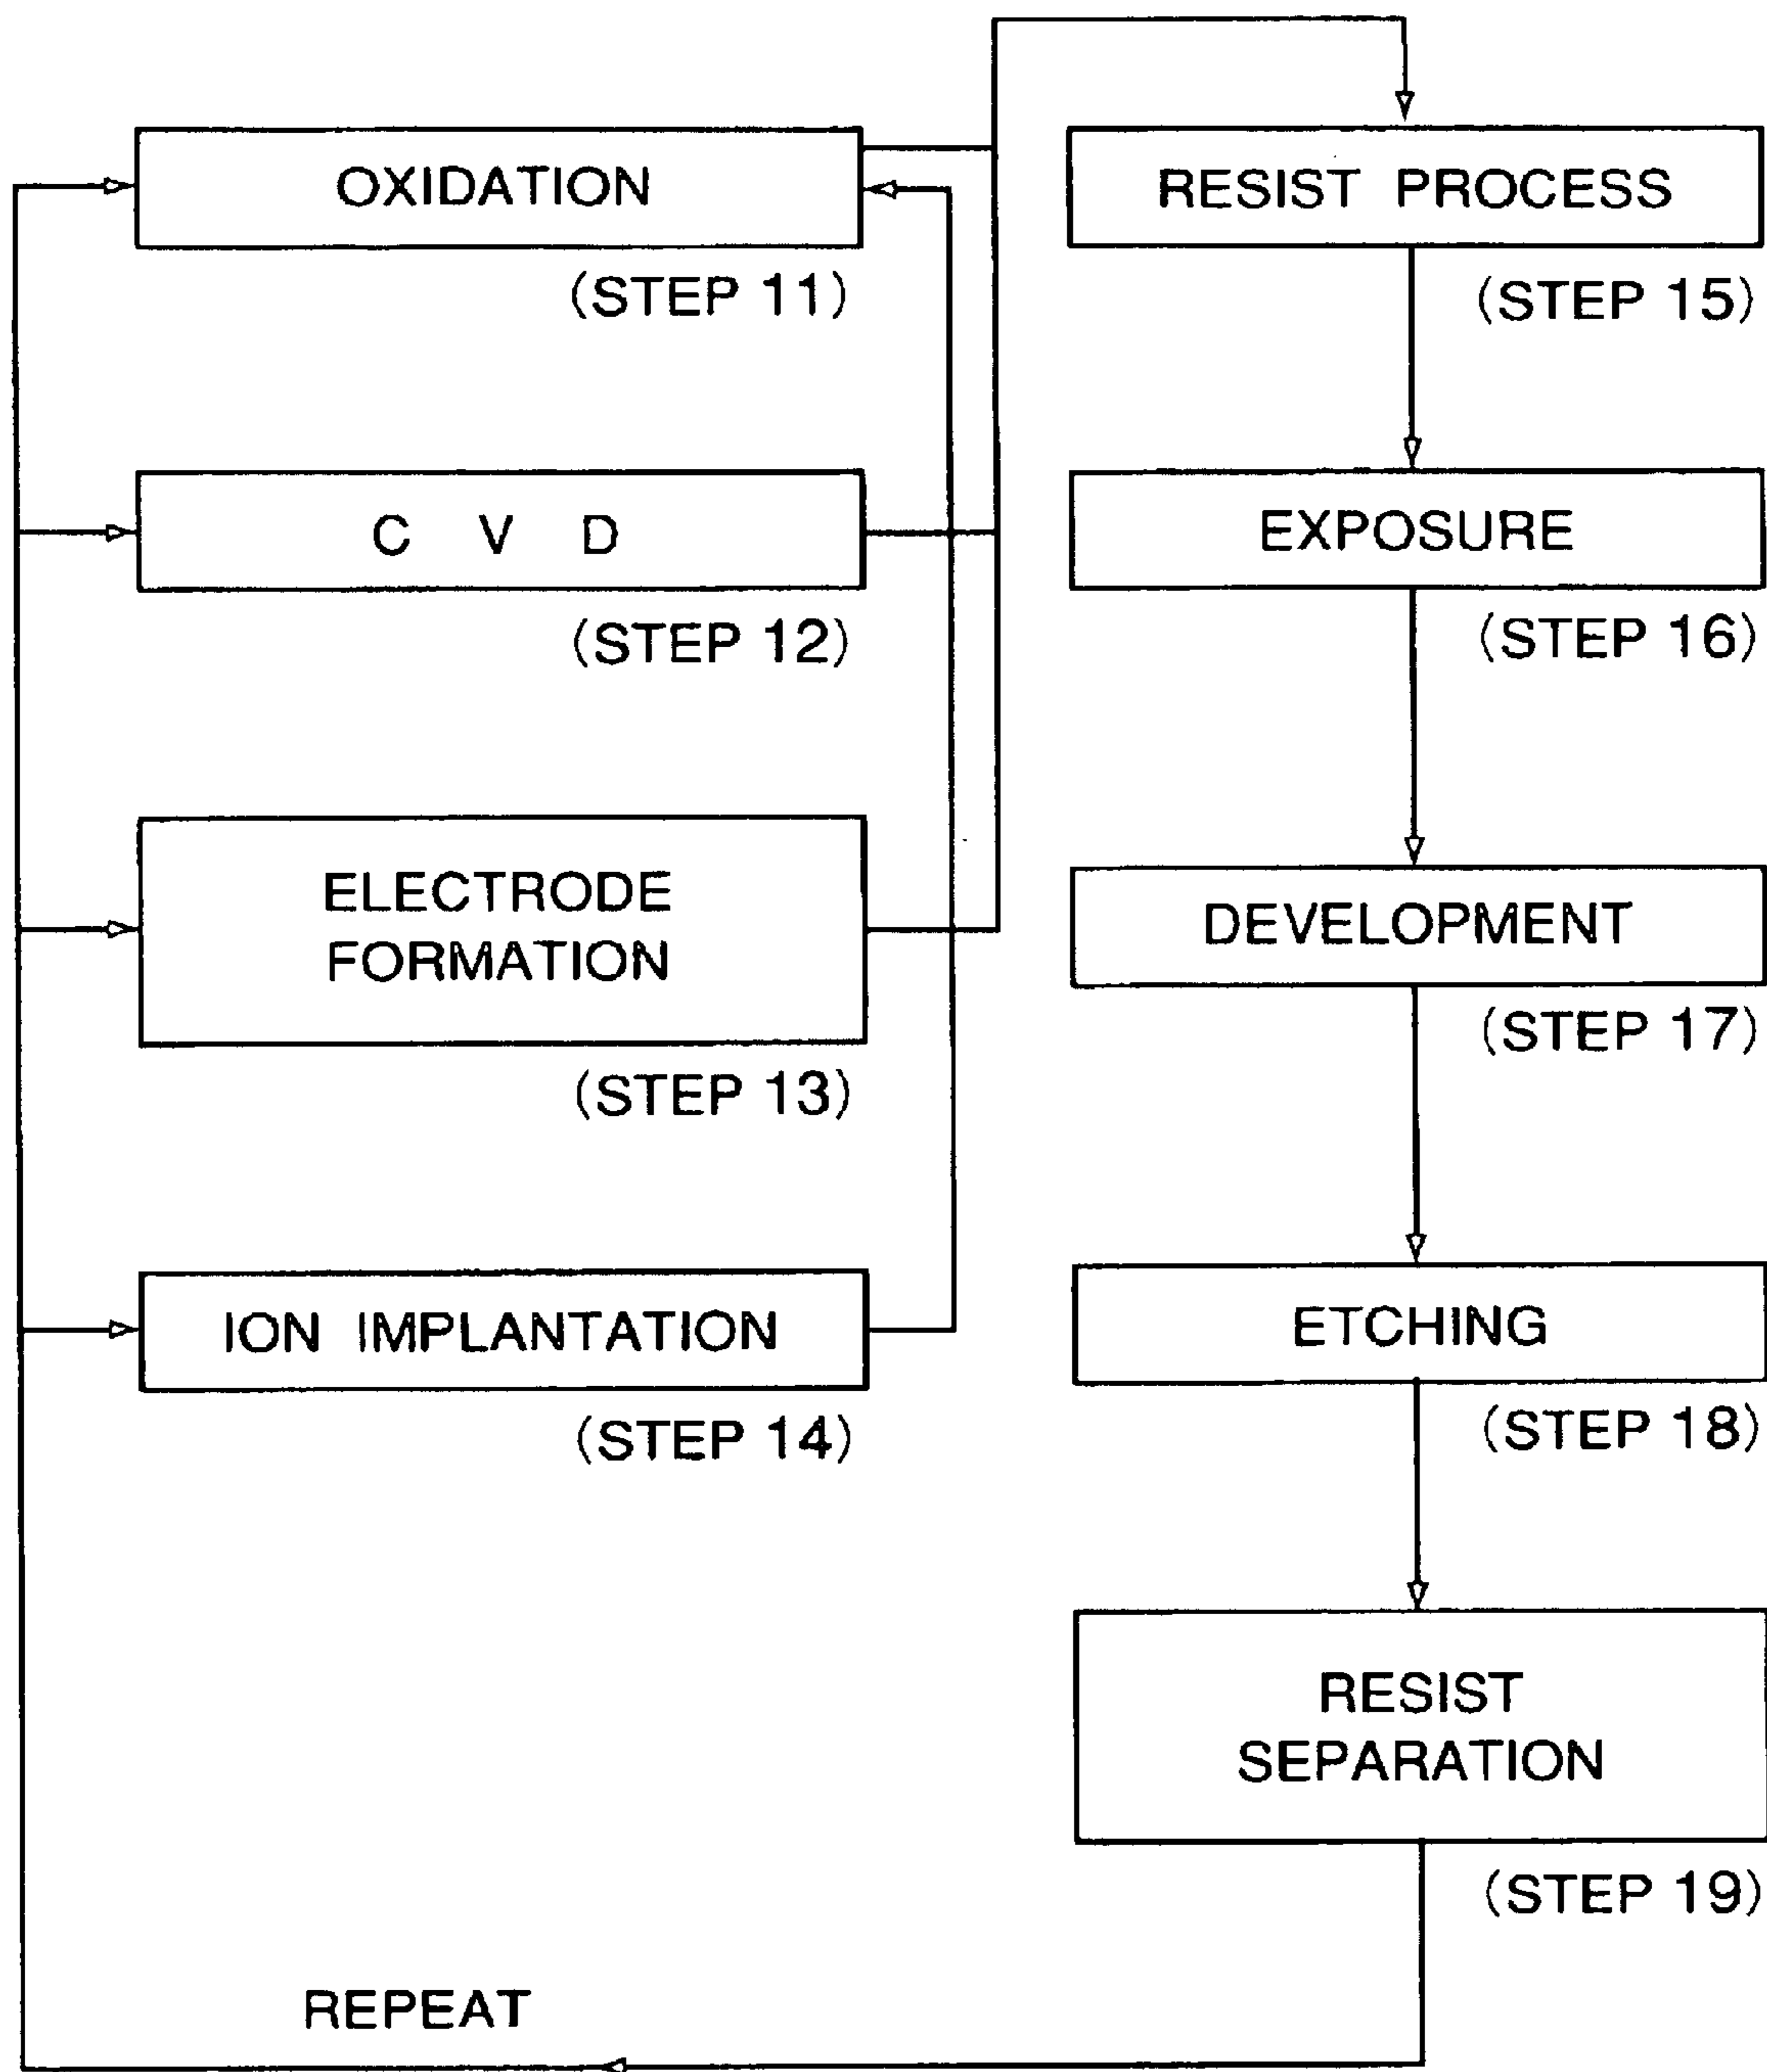 OXIDATION
(STEP 11)
C V D
(STEP 12)
ELECTRODE
FORMATION
(STEP 13)
ION IMPLANTATION
(STEP 14)
RESIST PROCESS
(STEP 15)
EXPOSURE
(STEP 16)
DEVELOPMENT
(STEP 17)
ETCHING
(STEP 18)
RESIST
SEPARATION
(STEP 19)
REPEAT